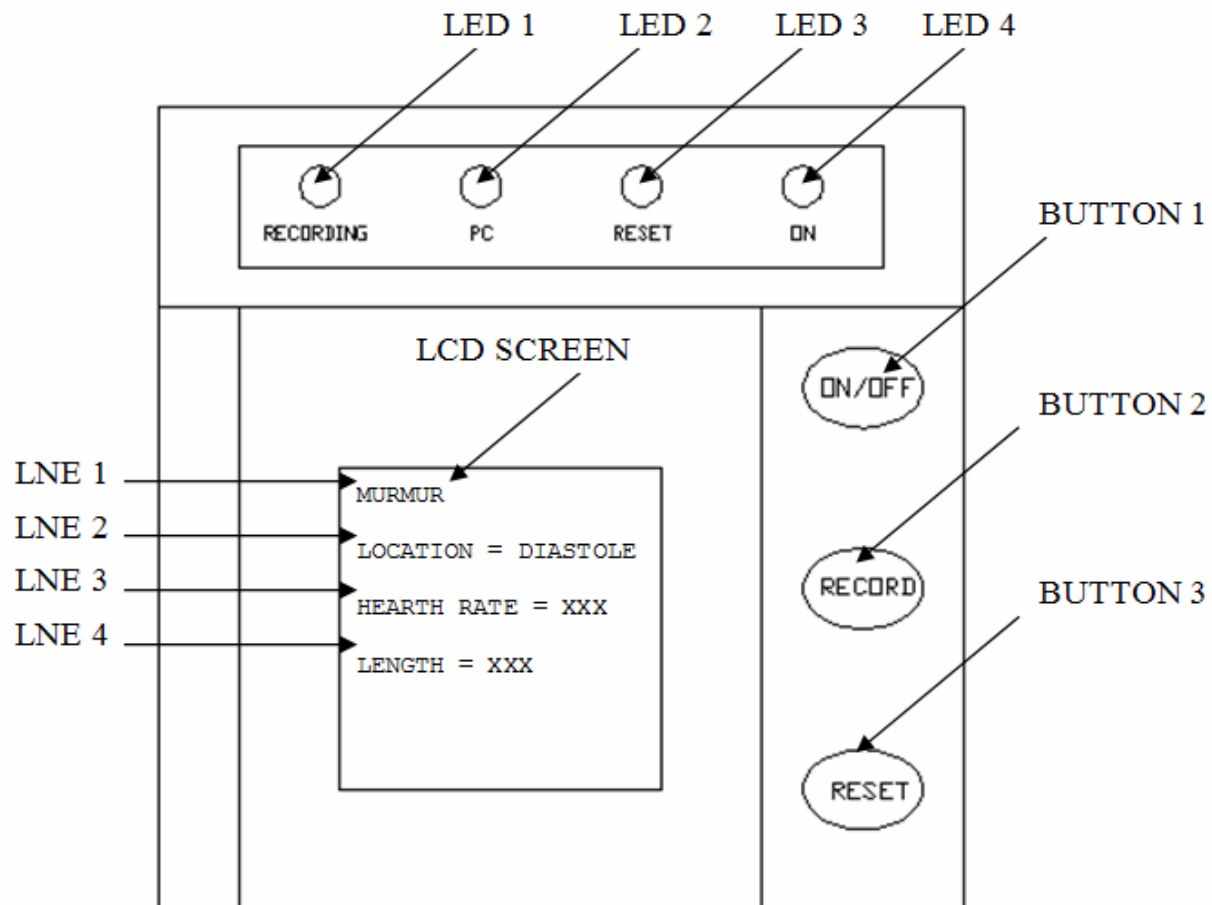 LED 1 LED 2 LED 3 LED 4
RECORDING PC RESET ON
BUTTON 1
LCD SCREEN
ON/OFF
BUTTON 2
LNE 1
MURMUR
LNE 2
LOCATION = DIASTOLE
LNE 3
HEARTH RATE = XXX
RECORD
BUTTON 3
LNE 4
LENGTH = XXX
RESET